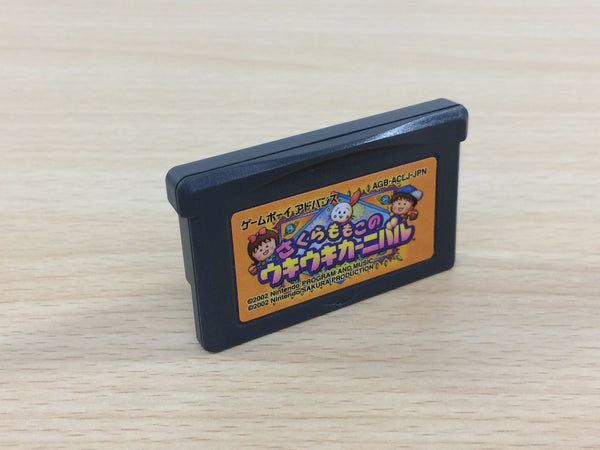 ゲームボーイ アドバンス
AGB-ACLJ-JPN
さくらももこの
ウキウキカーニバル
©2002 Nintendo PROGRAM AND MUSIC
©2002 Nintendo/SAKURA PRODUCTION